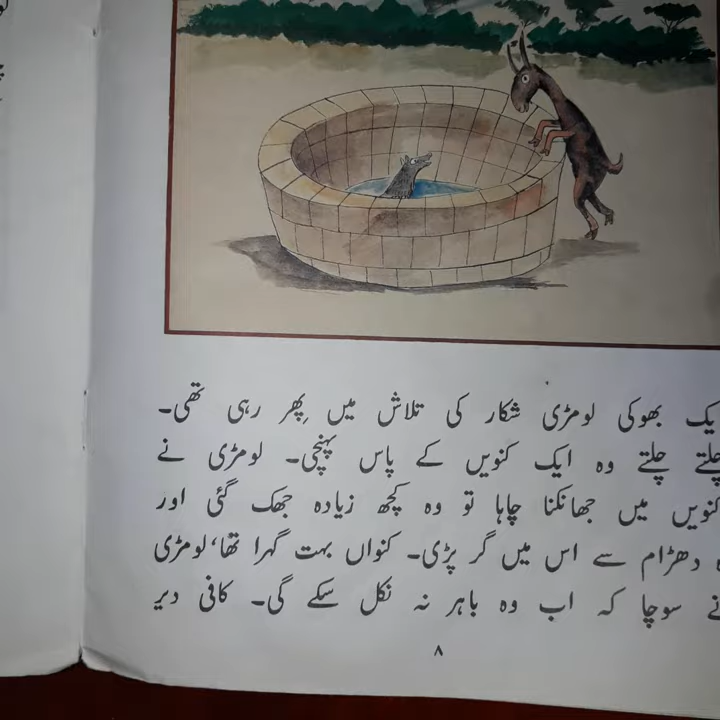 یک بھوکی لومڑی شکار کی تلاش میں پھر رہی تھی۔
چلتے چلتے وہ ایک کنویں کے پاس پہنچی۔ لومڑی نے
کنویں میں جھانکنا چاہا تو وہ کچھ زیادہ جھک گئی اور
دھڑام سے اس میں گر پڑی۔ کنواں بہت گہرا تھا، لومڑی
نے سوچا کہ اب وہ باہر نہ نکل سکے گی۔ کافی دیر
۸